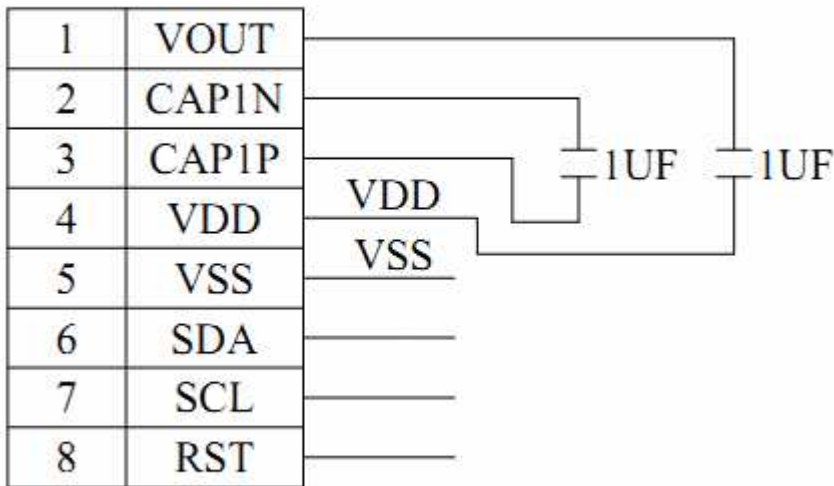 1 VOUT
2 CAP1N
3 CAP1P 1UF 1UF
4 VDD VDD
5 VSS VSS
6 SDA
7 SCL
8 RST